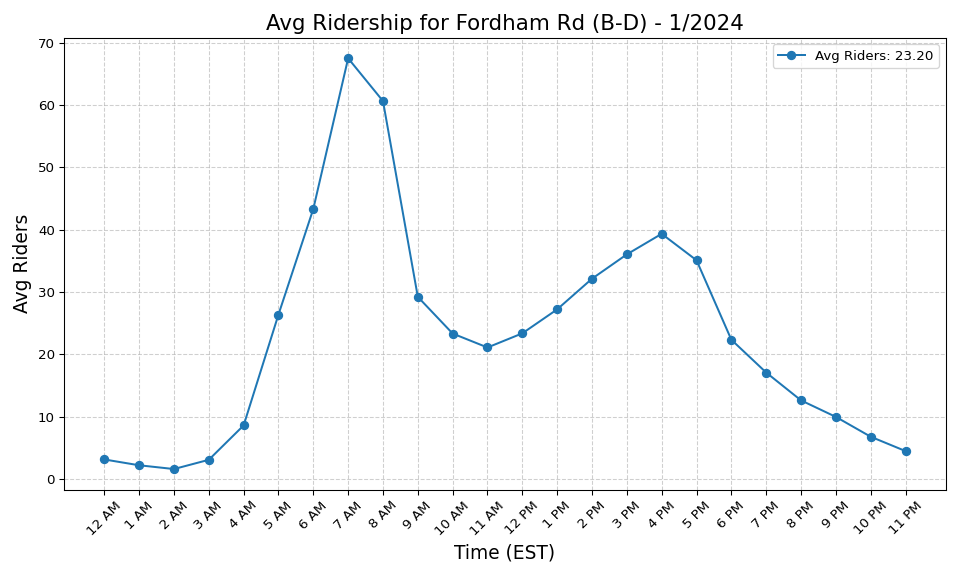 Avg Ridership for Fordham Rd (B-D) - 1/2024
Avg Riders: 23.20
Avg Riders
70
60
50
40
30
20
10
0
12 AM 1 AM 2 AM 3 AM 4 AM 5 AM 6 AM 7 AM 8 AM 9 AM 10 AM 11 AM 12 PM 1 PM 2 PM 3 PM 4 PM 5 PM 6 PM 7 PM 8 PM 9 PM 10 PM 11 PM
Time (EST)